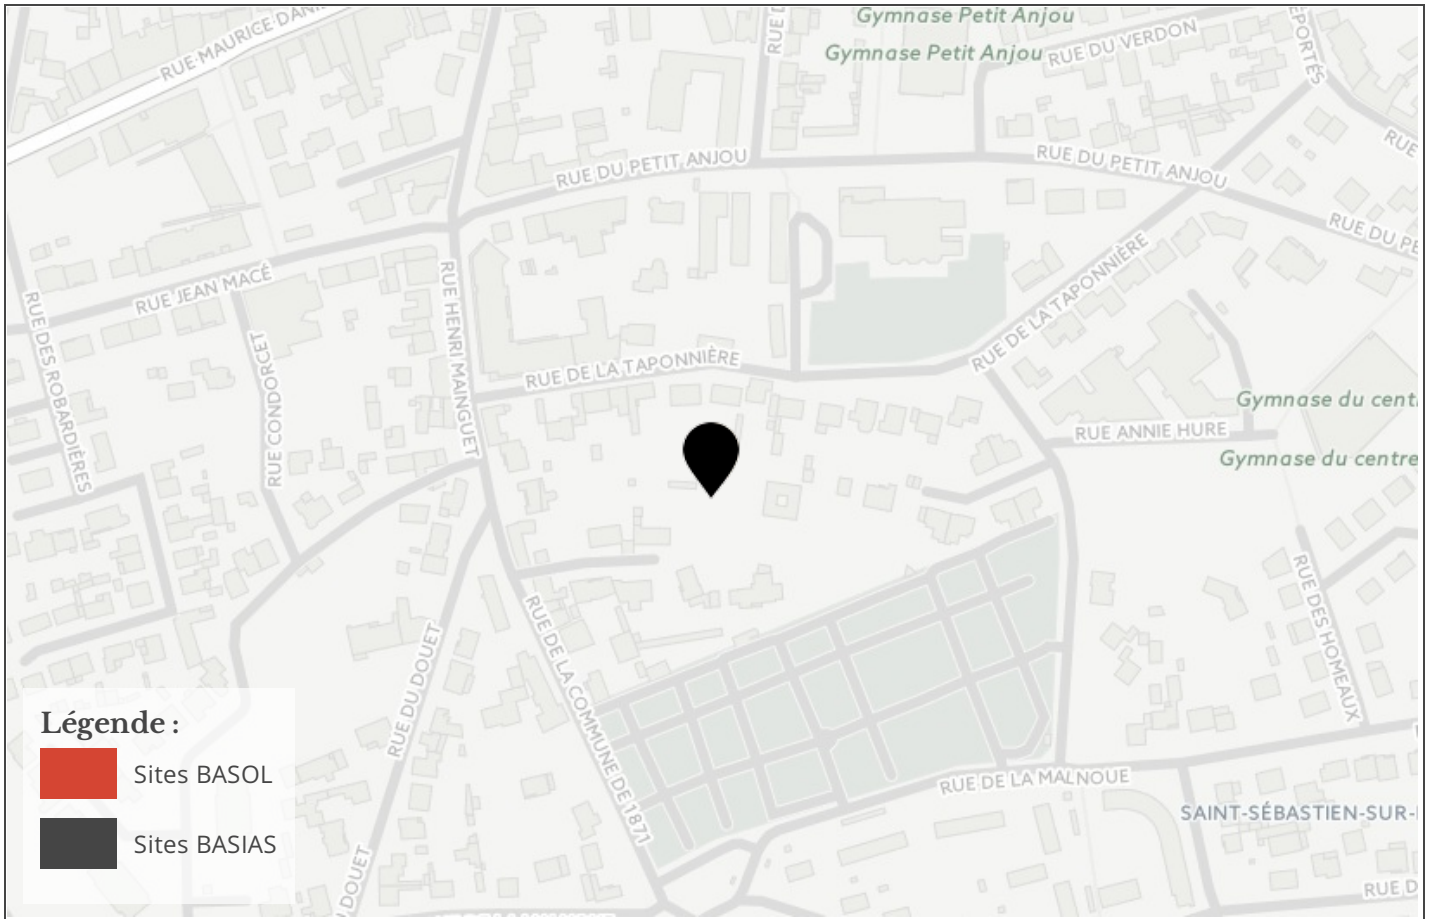 Gymnase Petit Anjou
RUE MAURICE
Gymnase Petit Anjou
RUE DU VERDON
RUE DU PETIT ANJOU
RUE DU PETIT ANJOU
RUE
RUE JEAN MACÉ
RUE DE LA TAPONNIÈRE
RUE DES ROBARDIÈRES
RUE HENRI MAINGUET
RUE CONDORCET
RUE DE LA TAPONNIÈRE
Gymnase du cent
RUE ANNIE HURE
Gymnase du centre
RUE DE LA COMMUNE DE 1871
RUE DES HOMEAUX
RUE DU DOUET
Légende :
Sites BASOL
Sites BASIAS
RUE DE LA MALNOUE
SAINT-SÉBASTIEN-SUR-
DOUET
RUE D